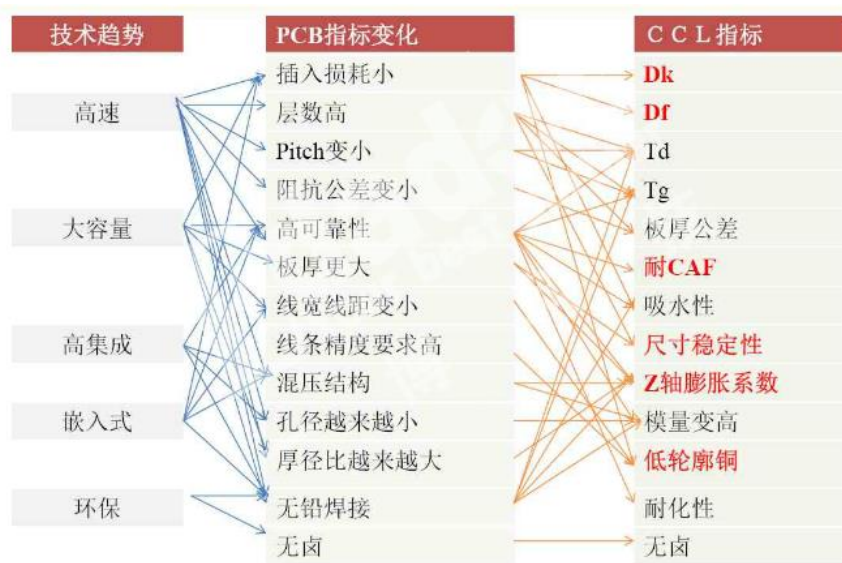 技术趋势
PCB指标变化
ＣＣＬ指标
插入损耗小
Dk
高速
层数高
Df
Pitch变小
Td
阻抗公差变小
Tg
大容量
高可靠性
板厚公差
板厚更大
耐CAF
线宽线距变小
吸水性
高集成
线条精度要求高
尺寸稳定性
混压结构
Z轴膨胀系数
嵌入式
孔径越来越小
模量变高
厚径比越来越大
低轮廓铜
环保
无铅焊接
耐化性
无卤
无卤